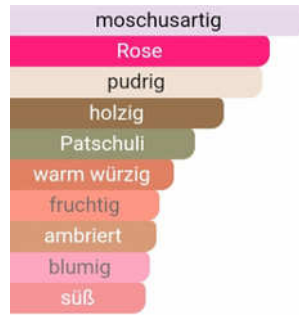 moschusartig
Rose
pudrig
holzig
Patschuli
warm würzig
fruchtig
ambriert
blumig
süß